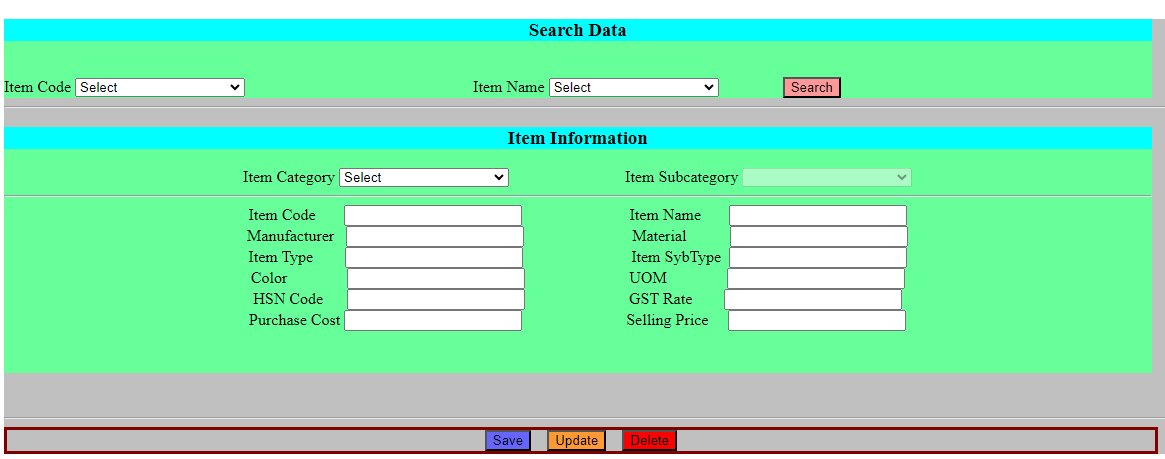 Search Data
Item Code Select Item Name Select Search
Item Information
Item Category Select Item Subcategory
Item Code Item Name
Manufacturer Material
Item Type Item SybType
Color UOM
HSN Code GST Rate
Purchase Cost Selling Price
Save Update Delete